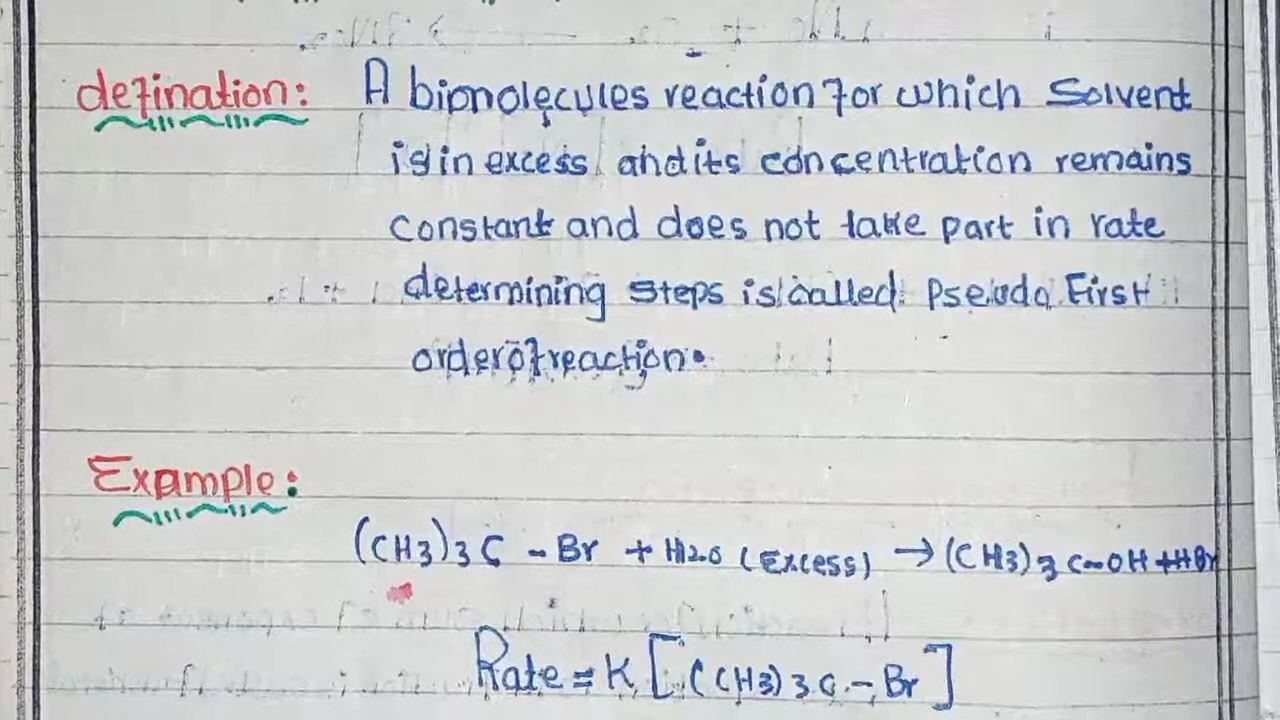 defination: A bimolecules reaction for which Solvent
is in excess and its concentration remains
constant and does not take part in rate
determining steps is called Pseudo First
order of reaction.
Example:
(CH3)3C - Br + H2O (Excess) → (CH3)3C-OH + HBr
Rate = K [(CH3)3C - Br]